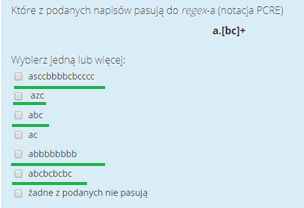 Które z podanych napisów pasują do regex-a (notacja PCRE)
a.[bc]+
Wybierz jedną lub więcej:
asccbbbbcbcccc
azc
abc
ac
abbbbbbbb
abcbcbcbc
żadne z podanych nie pasują